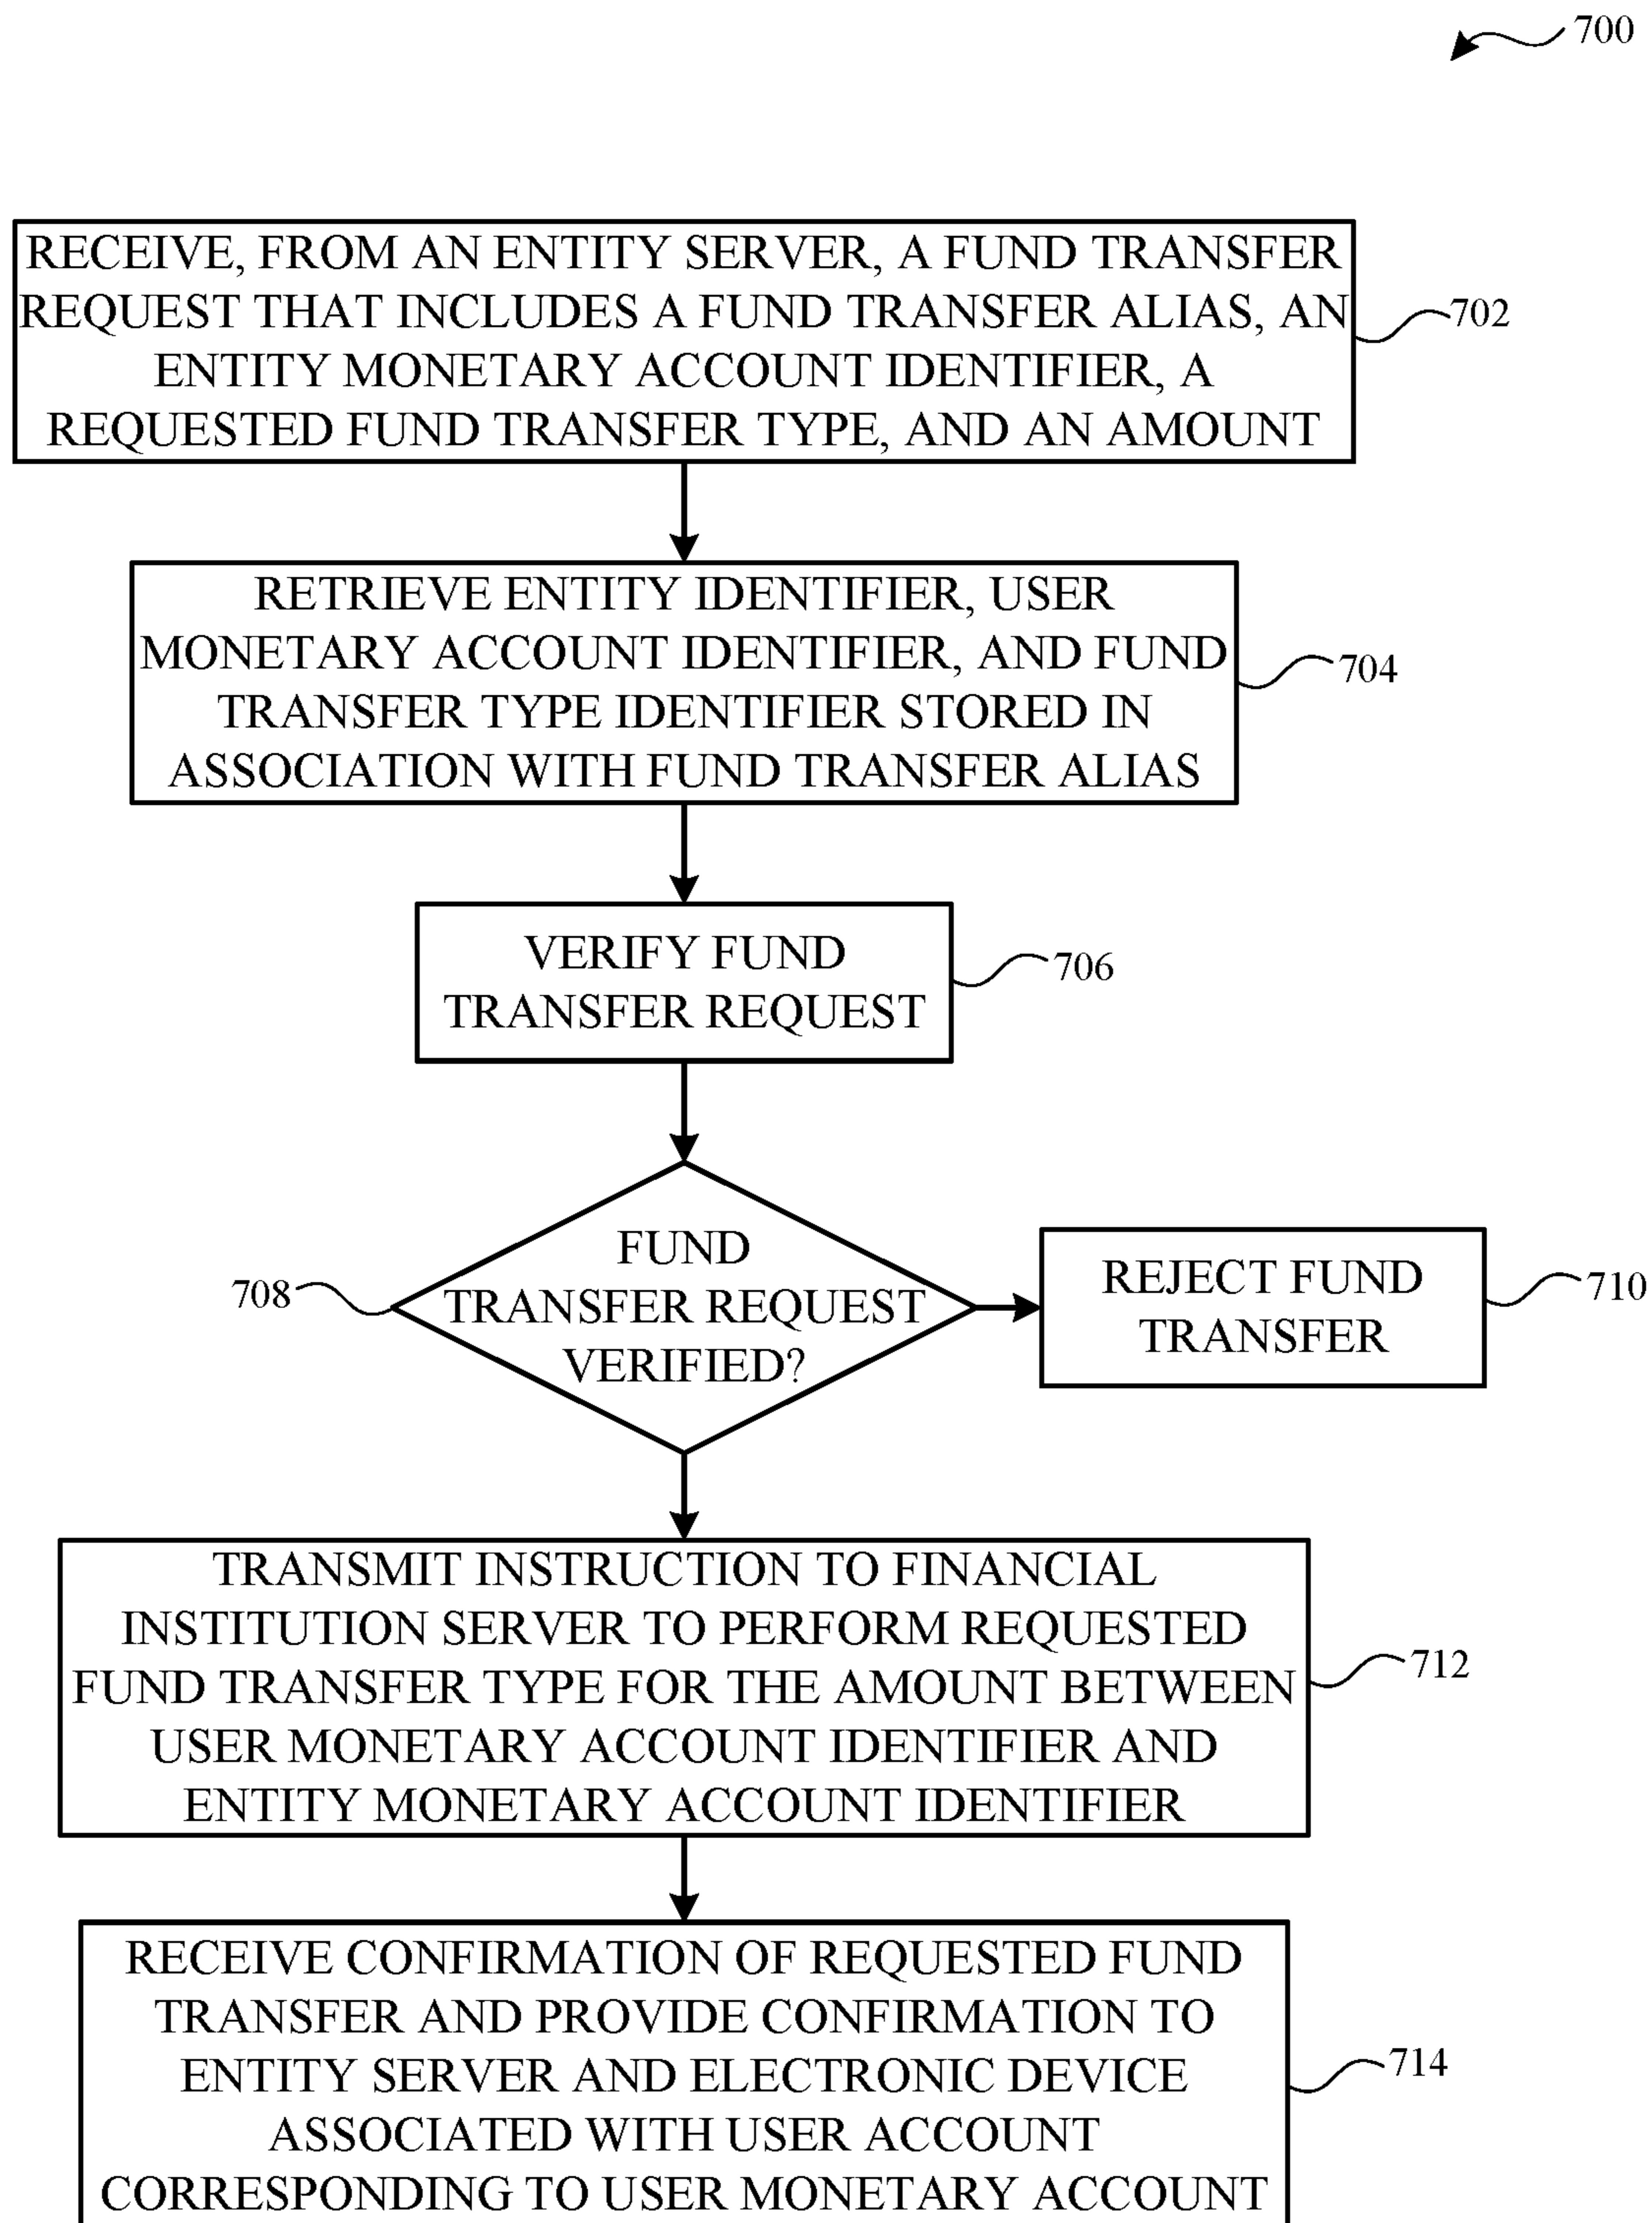 700
RECEIVE, FROM AN ENTITY SERVER, A FUND TRANSFER
REQUEST THAT INCLUDES A FUND TRANSFER ALIAS, AN
ENTITY MONETARY ACCOUNT IDENTIFIER, A
REQUESTED FUND TRANSFER TYPE, AND AN AMOUNT
702
RETRIEVE ENTITY IDENTIFIER, USER
MONETARY ACCOUNT IDENTIFIER, AND FUND
TRANSFER TYPE IDENTIFIER STORED IN
ASSOCIATION WITH FUND TRANSFER ALIAS
704
VERIFY FUND
TRANSFER REQUEST
706
708
FUND
TRANSFER REQUEST
VERIFIED?
REJECT FUND
TRANSFER
710
TRANSMIT INSTRUCTION TO FINANCIAL
INSTITUTION SERVER TO PERFORM REQUESTED
FUND TRANSFER TYPE FOR THE AMOUNT BETWEEN
USER MONETARY ACCOUNT IDENTIFIER AND
ENTITY MONETARY ACCOUNT IDENTIFIER
712
RECEIVE CONFIRMATION OF REQUESTED FUND
TRANSFER AND PROVIDE CONFIRMATION TO
ENTITY SERVER AND ELECTRONIC DEVICE
ASSOCIATED WITH USER ACCOUNT
CORRESPONDING TO USER MONETARY ACCOUNT
714